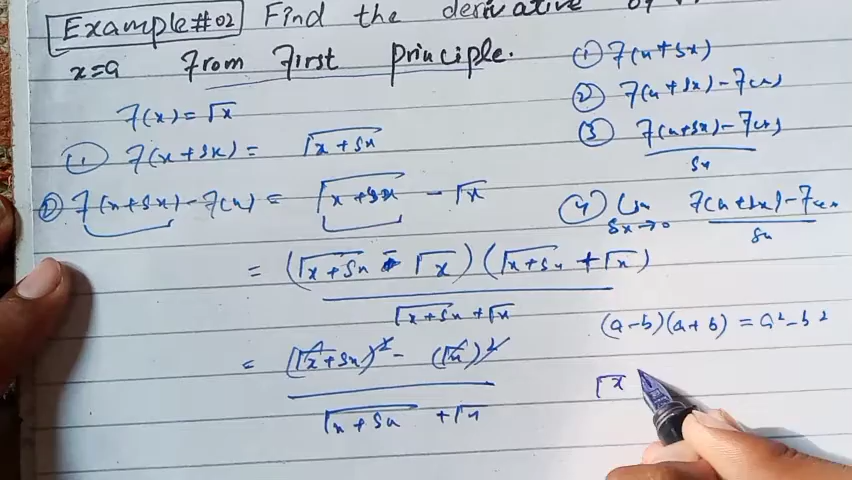 Example#02 Find the derivative of
x=a From First principle.
f(x)=√x
(1) f(x+δx) = √(x+δx)
(2) f(x+δx)-f(x) = √(x+δx) - √x
= (√(x+δx) - √x)(√(x+δx) + √x)
√(x+δx) + √x
= (√(x+δx))² - (√x)²
√(x+δx) + √x
(1) f(x+δx)
(2) f(x+δx)-f(x)
(3) f(x+δx)-f(x)
δx
(4) Lim f(x+δx)-f(x)
δx→0 δx
(a-b)(a+b) = a²-b²
√x